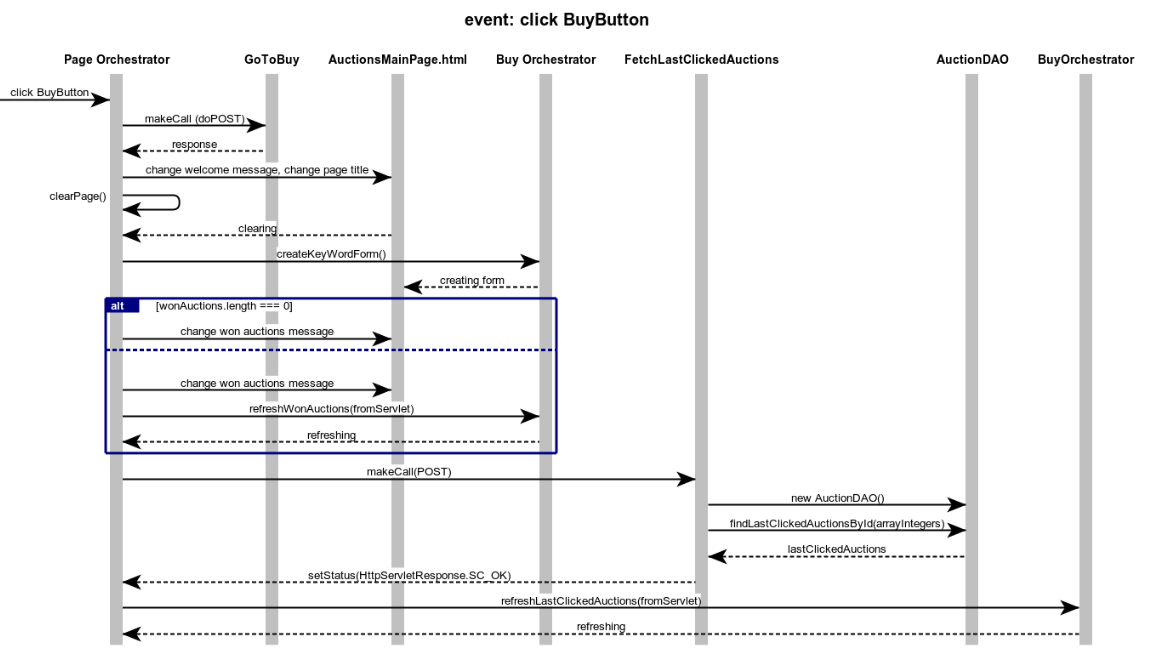 event: click BuyButton
Page Orchestrator GoToBuy AuctionsMainPage.html Buy Orchestrator FetchLastClickedAuctions AuctionDAO BuyOrchestrator
click BuyButton
makeCall (doPOST)
response
change welcome message, change page title
clearPage()
clearing
createKeyWordForm()
creating form
alt [wonAuctions.length === 0]
change won auctions message
change won auctions message
refreshWonAuctions(fromServlet)
refreshing
makeCall(POST)
new AuctionDAO()
findLastClickedAuctionsById(arrayIntegers)
lastClickedAuctions
setStatus(HttpServletResponse.SC_OK)
refreshLastClickedAuctions(fromServlet)
refreshing